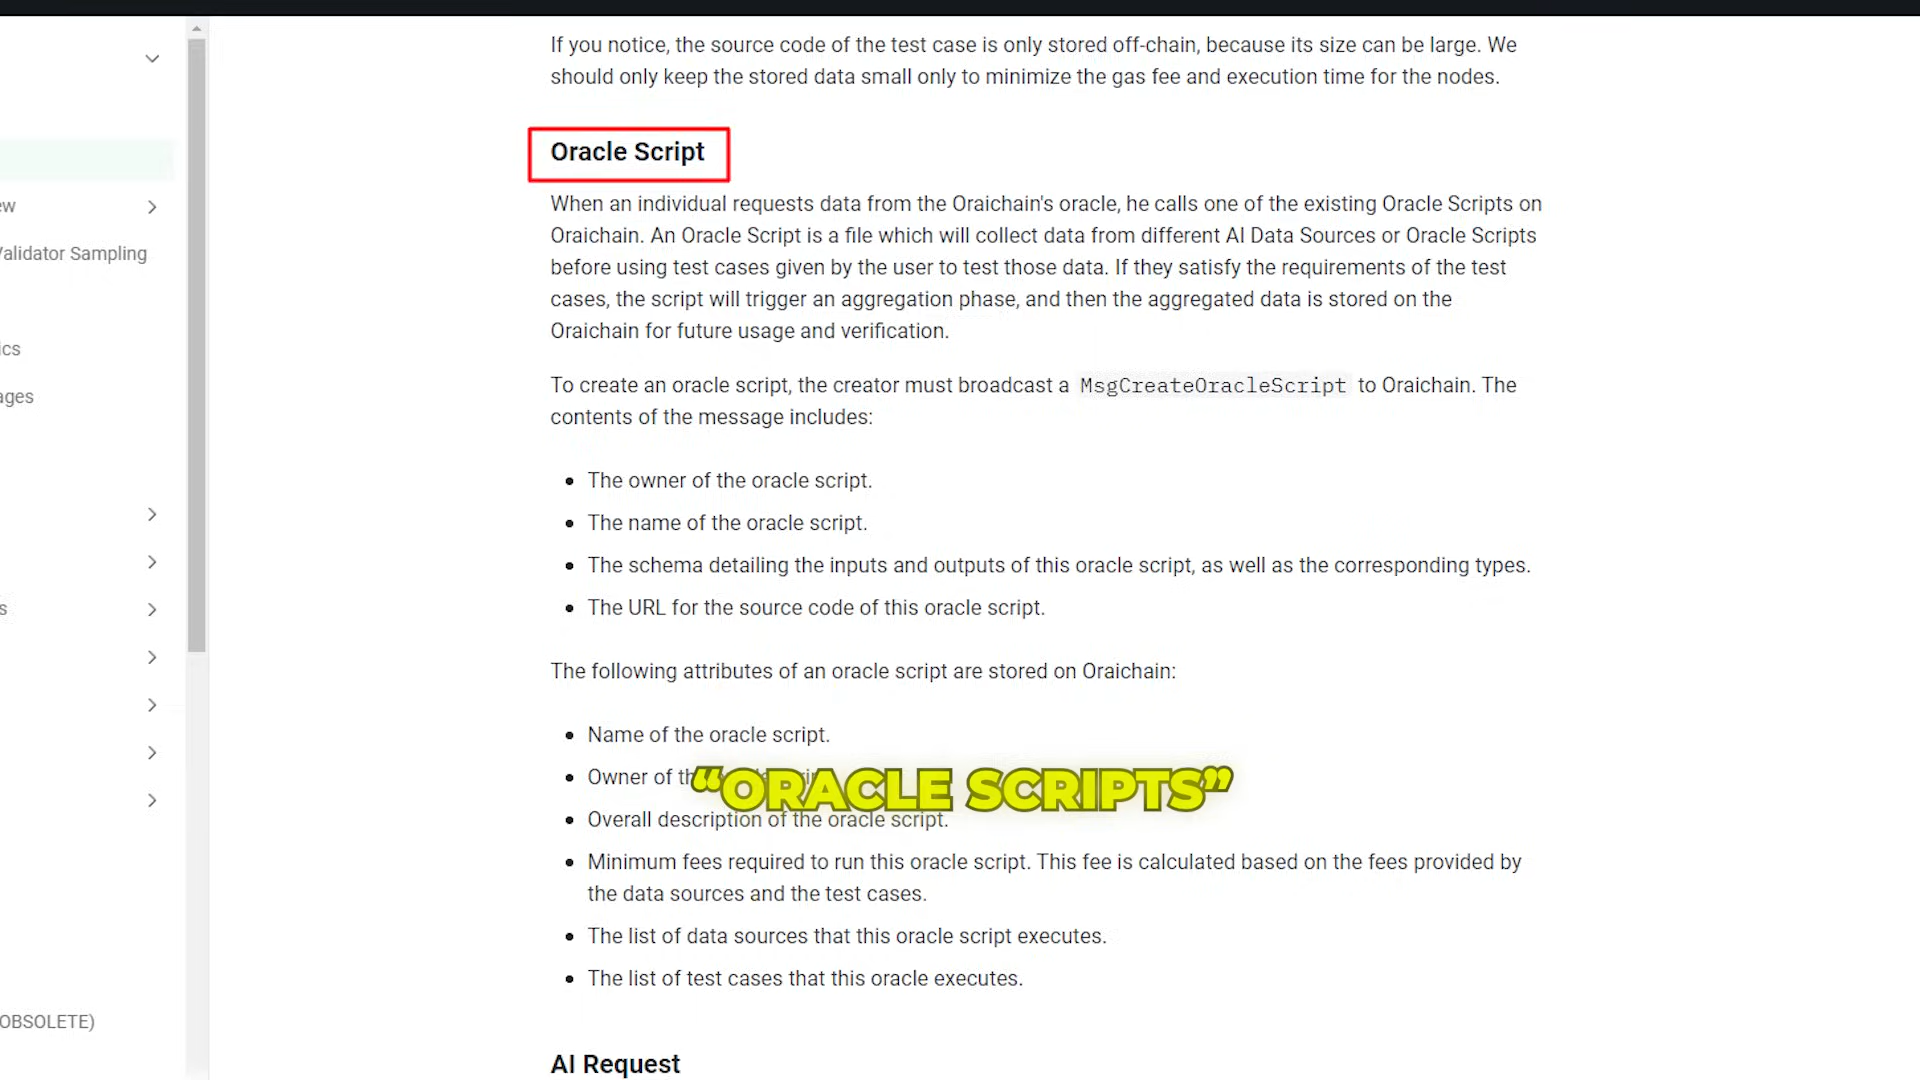 If you notice, the source code of the test case is only stored off-chain, because its size can be large. We
should only keep the stored data small only to minimize the gas fee and execution time for the nodes.
Oracle Script
When an individual requests data from the Oraichain's oracle, he calls one of the existing Oracle Scripts on
Oraichain. An Oracle Script is a file which will collect data from different AI Data Sources or Oracle Scripts
before using test cases given by the user to test those data. If they satisfy the requirements of the test
cases, the script will trigger an aggregation phase, and then the aggregated data is stored on the
Oraichain for future usage and verification.
To create an oracle script, the creator must broadcast a MsgCreateOracleScript to Oraichain. The
contents of the message includes:
The owner of the oracle script.
The name of the oracle script.
The schema detailing the inputs and outputs of this oracle script, as well as the corresponding types.
The URL for the source code of this oracle script.
The following attributes of an oracle script are stored on Oraichain:
Name of the oracle script.
Owner of
"ORACLE SCRIPTS"
Overall description of the oracle script.
Minimum fees required to run this oracle script. This fee is calculated based on the fees provided by
the data sources and the test cases.
The list of data sources that this oracle script executes.
The list of test cases that this oracle executes.
AI Request
ew
Validator Sampling
ics
ages
s
OBSOLETE)